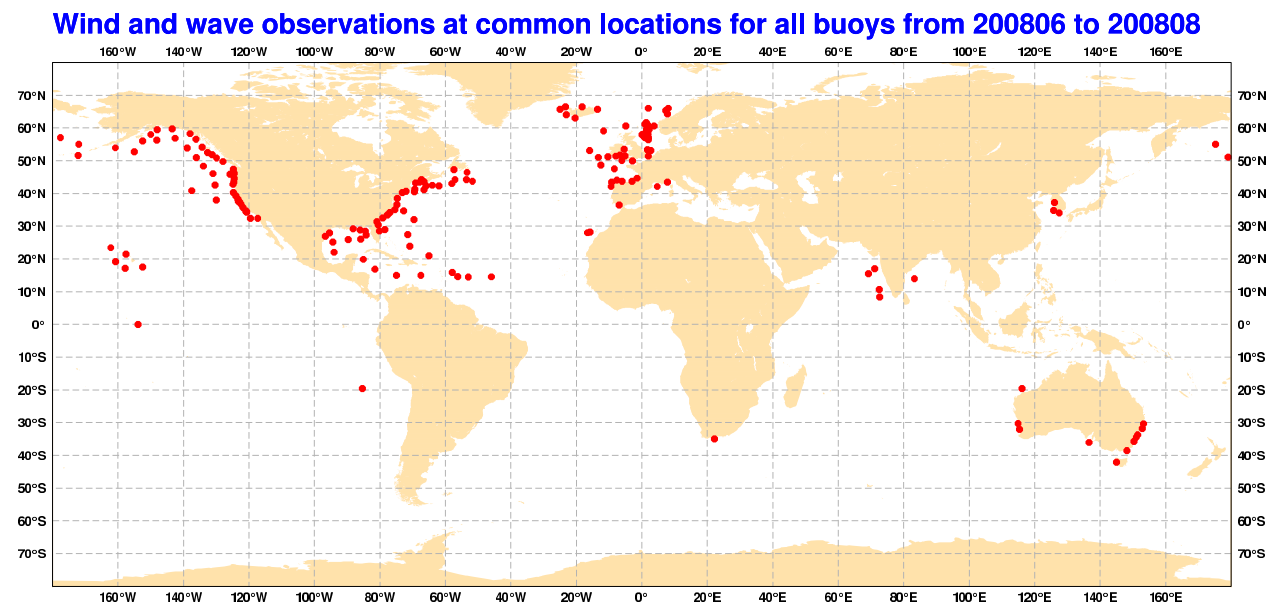 Wind and wave observations at common locations for all buoys from 200806 to 200808
160°W 140°W 120°W 100°W 80°W 60°W 40°W 20°W 0°E 20°E 40°E 60°E 80°E 100°E 120°E 140°E 160°E
70°N 70°N
60°N 60°N
50°N 50°N
40°N 40°N
30°N 30°N
20°N 20°N
10°N 10°N
0° 0°
10°S 10°S
20°S 20°S
30°S 30°S
40°S 40°S
50°S 50°S
60°S 60°S
70°S 70°S
160°W 140°W 120°W 100°W 80°W 60°W 40°W 20°W 0°E 20°E 40°E 60°E 80°E 100°E 120°E 140°E 160°E